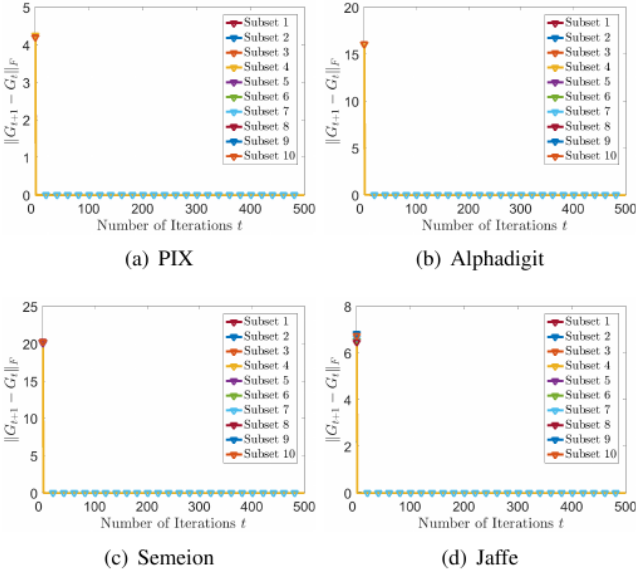 5
4
3
2
1
0
‖G_{t+1} − G_t‖_F
0 100 200 300 400 500
Number of Iterations t
Subset 1
Subset 2
Subset 3
Subset 4
Subset 5
Subset 6
Subset 7
Subset 8
Subset 9
Subset 10
(a) PIX
20
15
10
5
0
‖G_{t+1} − G_t‖_F
0 100 200 300 400 500
Number of Iterations t
Subset 1
Subset 2
Subset 3
Subset 4
Subset 5
Subset 6
Subset 7
Subset 8
Subset 9
Subset 10
(b) Alphadigit
25
20
15
10
5
0
‖G_{t+1} − G_t‖_F
0 100 200 300 400 500
Number of Iterations t
Subset 1
Subset 2
Subset 3
Subset 4
Subset 5
Subset 6
Subset 7
Subset 8
Subset 9
Subset 10
(c) Semeion
8
6
4
2
0
‖G_{t+1} − G_t‖_F
0 100 200 300 400 500
Number of Iterations t
Subset 1
Subset 2
Subset 3
Subset 4
Subset 5
Subset 6
Subset 7
Subset 8
Subset 9
Subset 10
(d) Jaffe